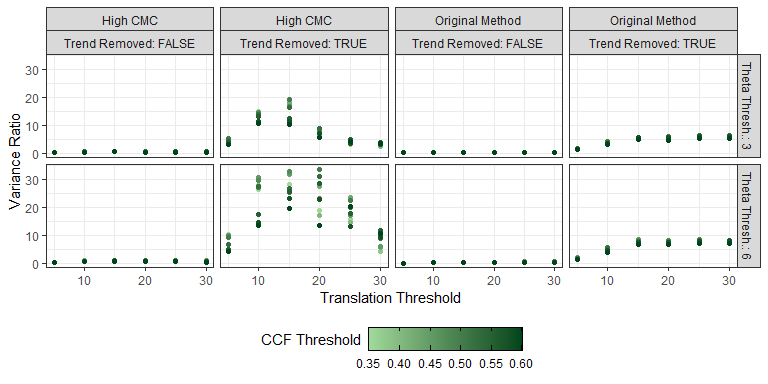 High CMC High CMC Original Method Original Method
Trend Removed: FALSE Trend Removed: TRUE Trend Removed: FALSE Trend Removed: TRUE
Variance Ratio
30
20
10
0
Theta Thresh.: 3
30
20
10
0
Theta Thresh.: 6
10 20 30 10 20 30 10 20 30 10 20 30
Translation Threshold
CCF Threshold
0.35 0.40 0.45 0.50 0.55 0.60